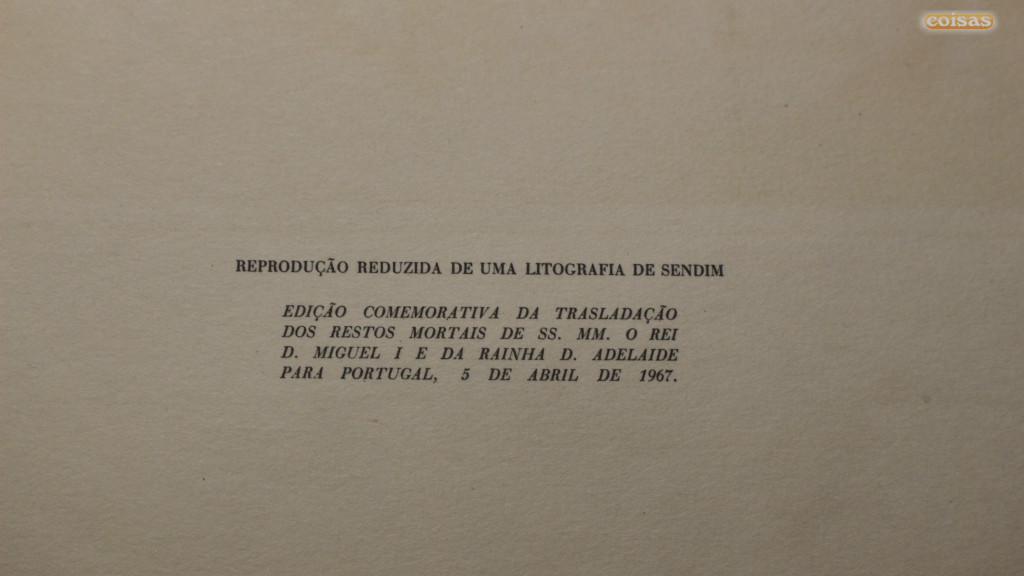 coisas
REPRODUÇÃO REDUZIDA DE UMA LITOGRAFIA DE SENDIM
EDIÇÃO COMEMORATIVA DA TRASLADAÇÃO
DOS RESTOS MORTAIS DE SS. MM. O REI
D. MIGUEL I E DA RAINHA D. ADELAIDE
PARA PORTUGAL, 5 DE ABRIL DE 1967.